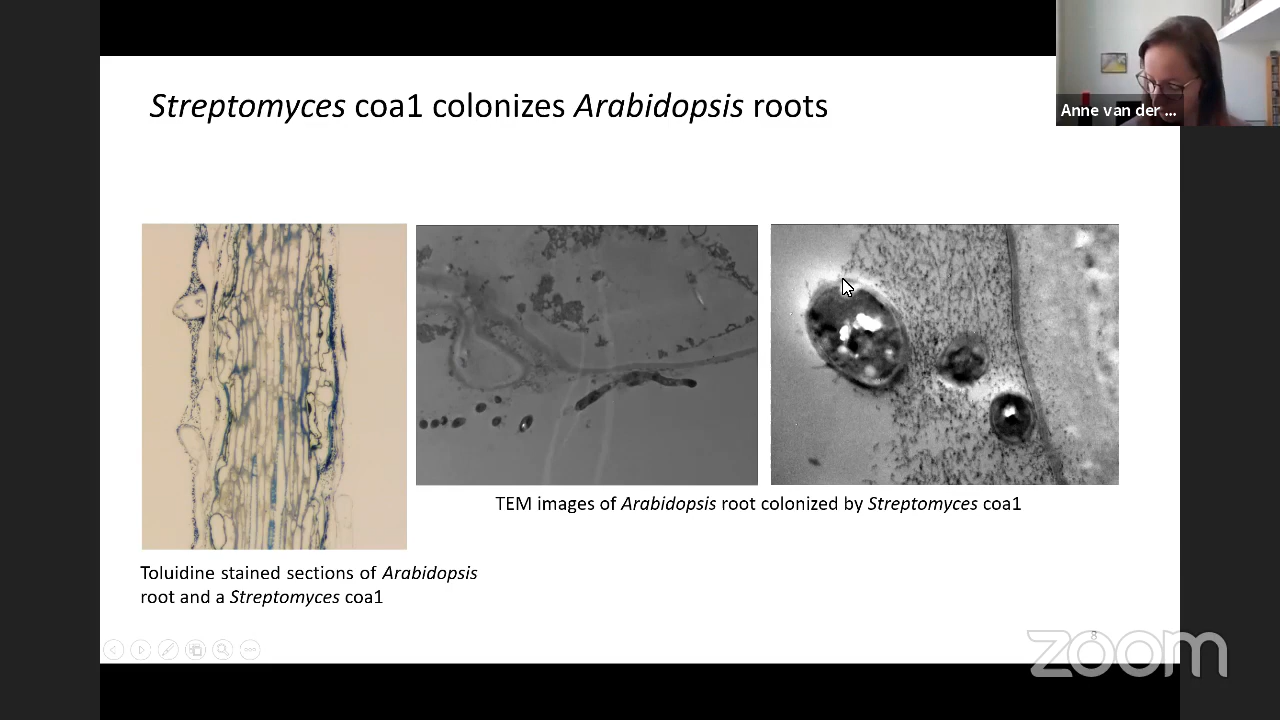 Streptomyces coa1 colonizes Arabidopsis roots
Anne van der ...
TEM images of Arabidopsis root colonized by Streptomyces coa1
Toluidine stained sections of Arabidopsis
root and a Streptomyces coa1
8
zoom